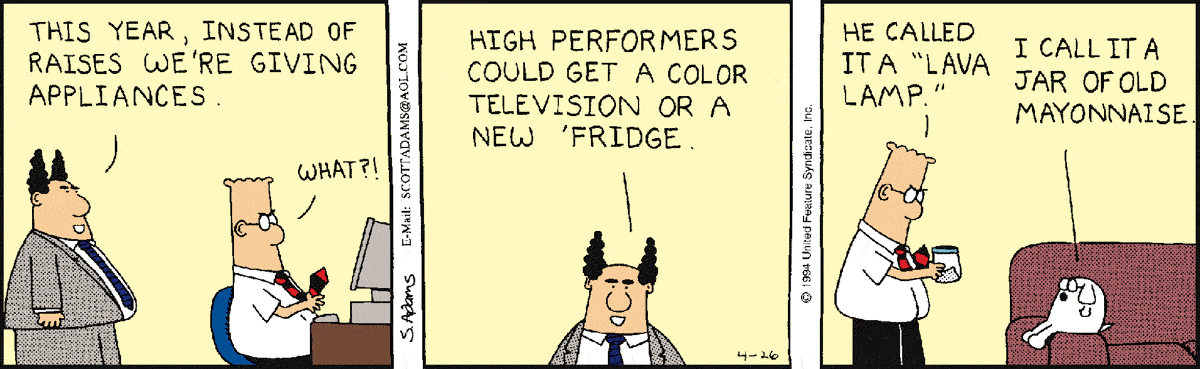 THIS YEAR, INSTEAD OF
RAISES WE'RE GIVING
APPLIANCES.
WHAT?!
S. Adams E-Mail: SCOTTADAMS@AOL.COM
HIGH PERFORMERS
COULD GET A COLOR
TELEVISION OR A
NEW 'FRIDGE.
4-26
© 1994 United Feature Syndicate, Inc.
HE CALLED
IT A "LAVA
LAMP."
I CALL IT A
JAR OF OLD
MAYONNAISE.